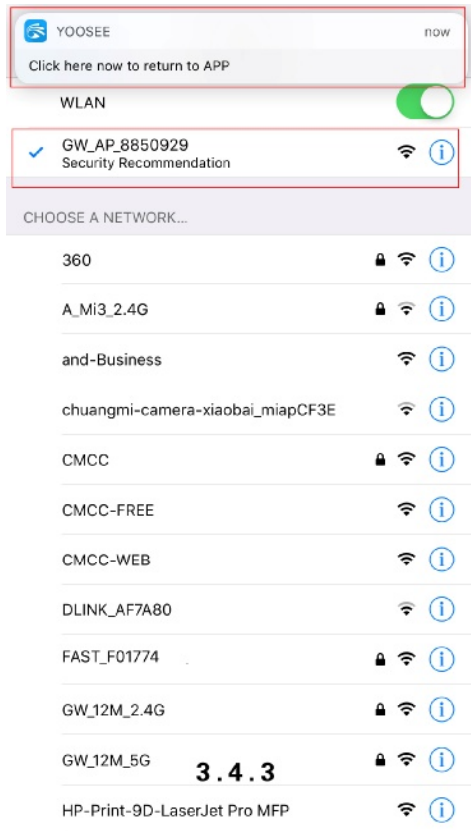 YOOSEE now
Click here now to return to APP
WLAN
GW_AP_8850929
Security Recommendation
CHOOSE A NETWORK...
360
A_Mi3_2.4G
and-Business
chuangmi-camera-xiaobai_miapCF3E
CMCC
CMCC-FREE
CMCC-WEB
DLINK_AF7A80
FAST_F01774
GW_12M_2.4G
GW_12M_5G
3.4.3
HP-Print-9D-LaserJet Pro MFP